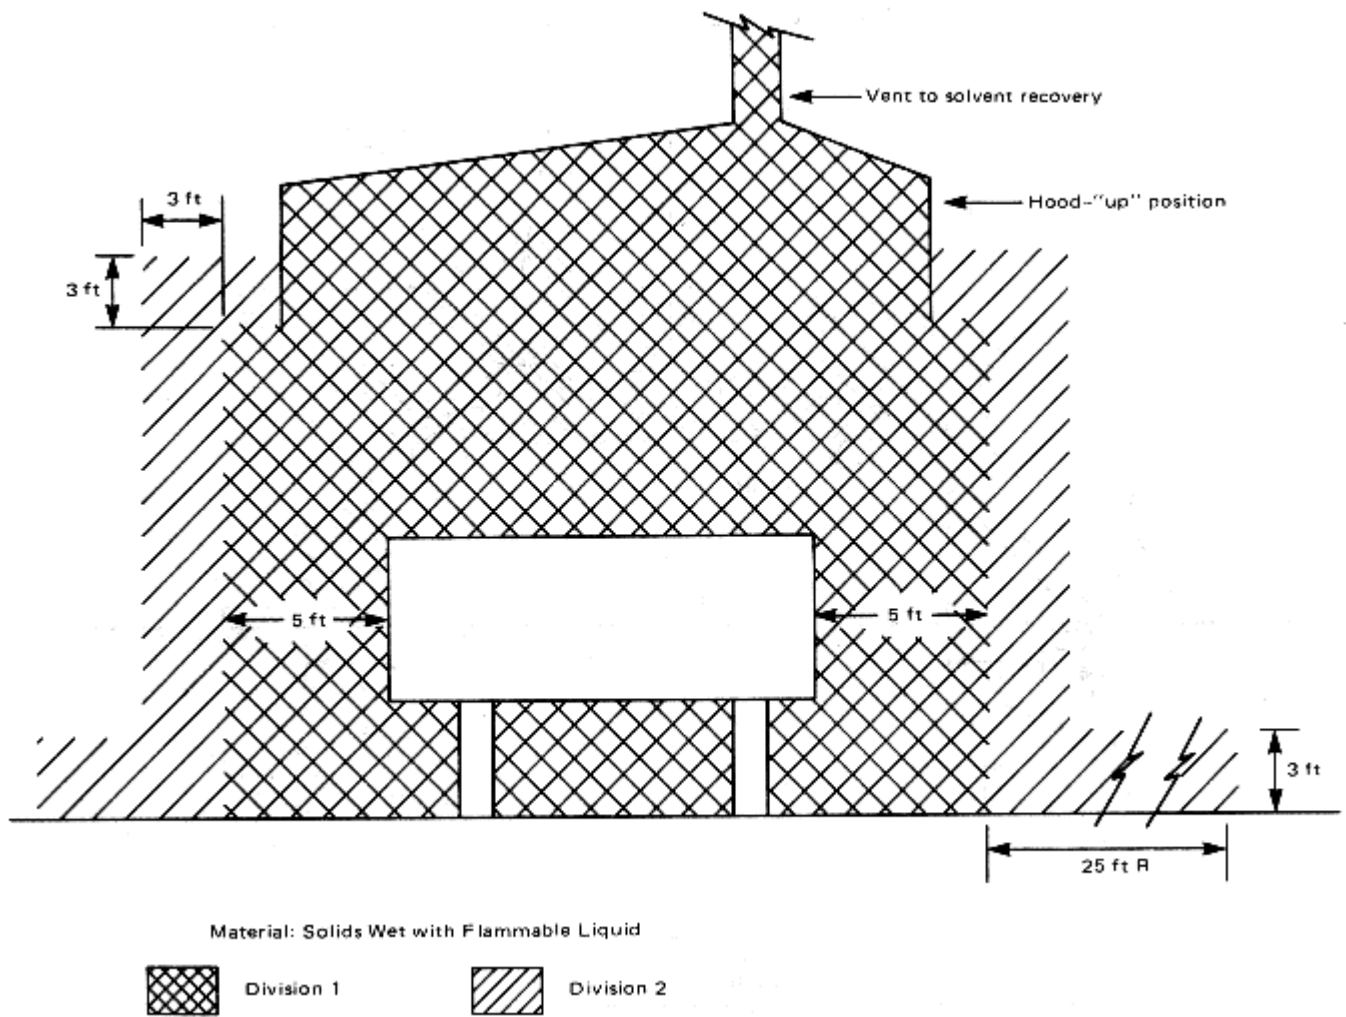 Vent to solvent recovery
3 ft
Hood-"up" position
3 ft
5 ft
5 ft
3 ft
25 ft R
Material: Solids Wet with Flammable Liquid
Division 1
Division 2